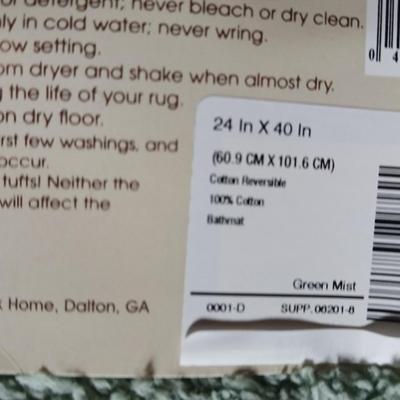 detergent; never bleach or dry clean.
in cold water; never wring.
ow setting.
om dryer and shake when almost dry.
the life of your rug.
on dry floor.
rst few washings, and
occur.
tufts! Neither the
will affect the
Home, Dalton, GA
0 4
24 In X 40 In
(60.9 CM X 101.6 CM)
Cotton Reversible
100% Cotton
Bathmat
Green Mist
0001-D SUPP. 06201-8